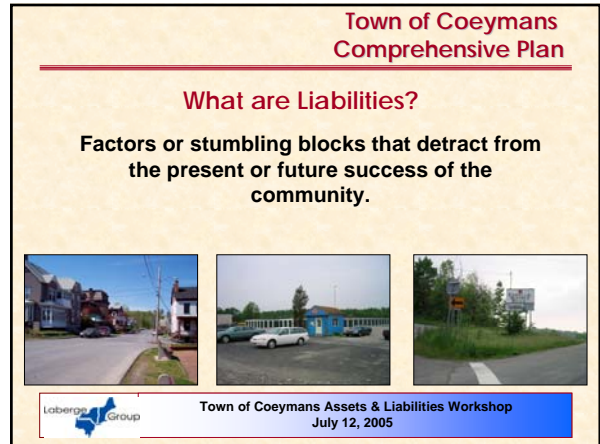 Town of Coeymans
Comprehensive Plan
What are Liabilities?
Factors or stumbling blocks that detract from
the present or future success of the
community.
Laberge Group
Town of Coeymans Assets & Liabilities Workshop
July 12, 2005